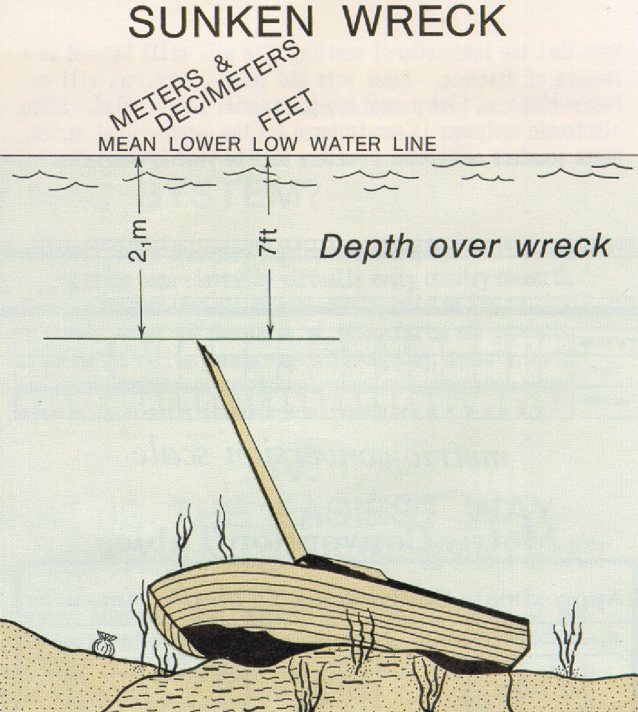 SUNKEN WRECK
METERS &
DECIMETERS
FEET
MEAN LOWER LOW WATER LINE
2₁m
7ft
Depth over wreck